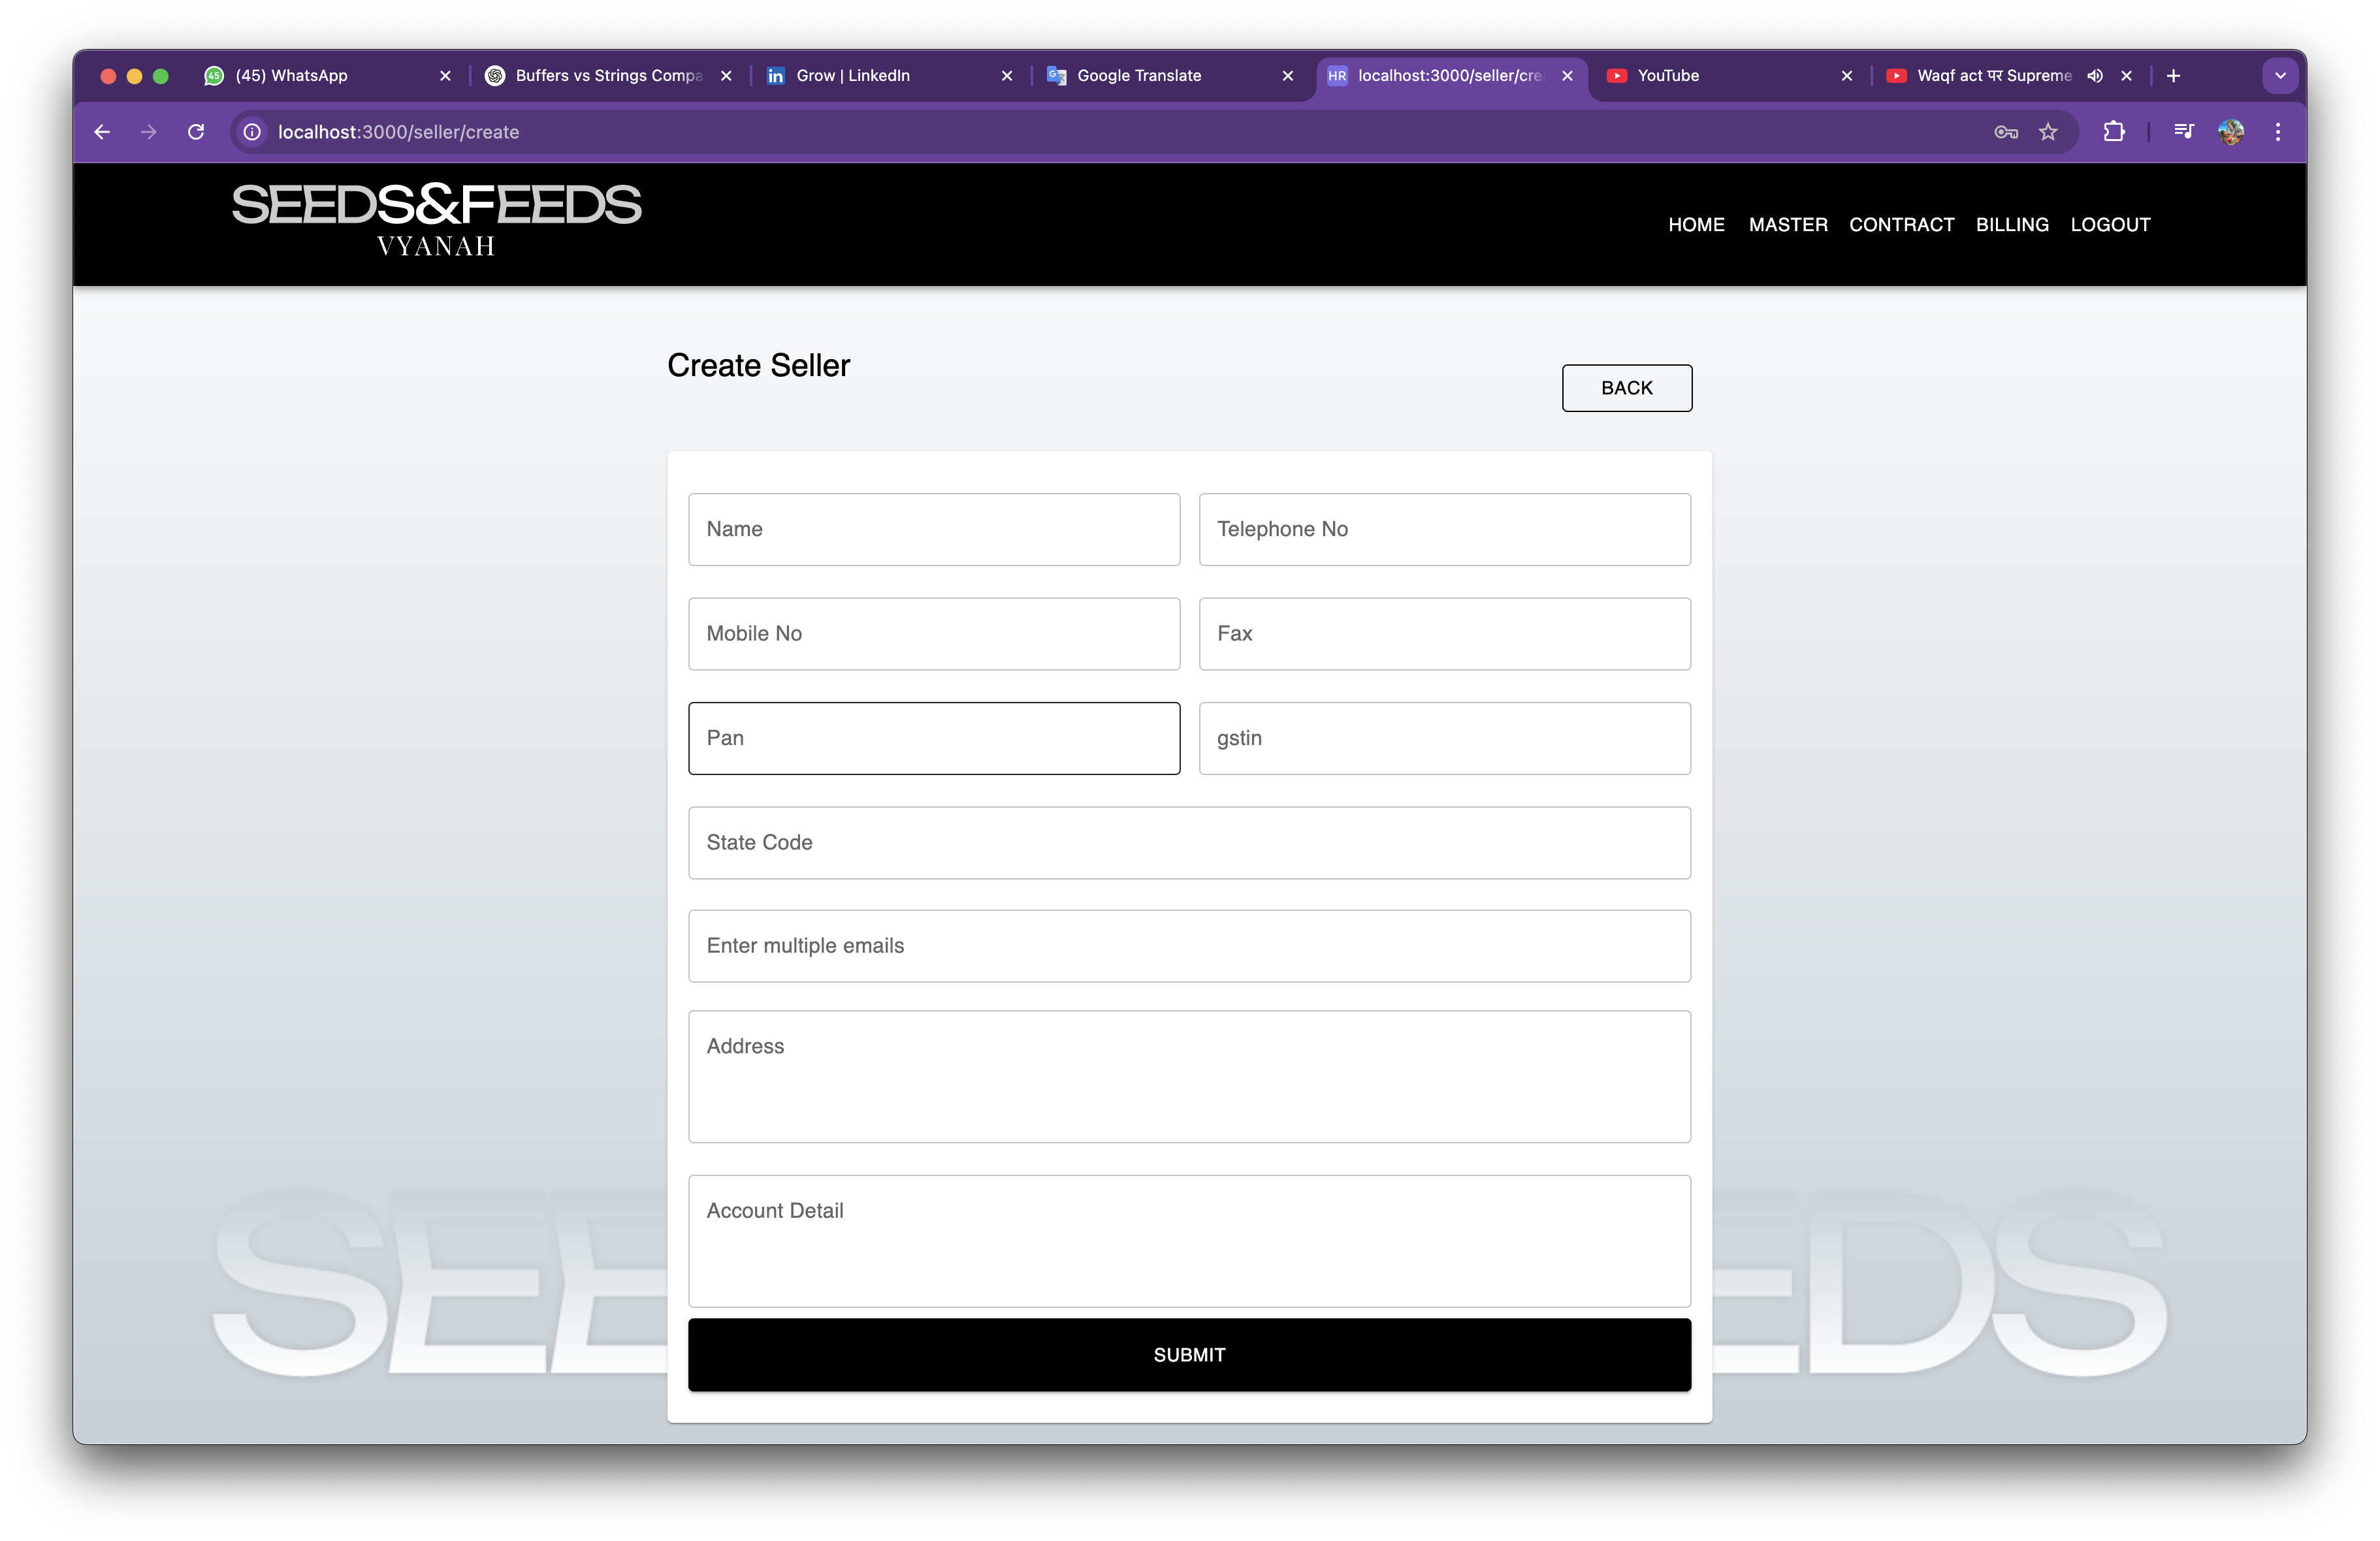 (45) WhatsApp
Buffers vs Strings Compa
Grow | LinkedIn
Google Translate
HR localhost:3000/seller/cre
YouTube
Waqf act पर Supreme
localhost:3000/seller/create
SEEDS&FEEDS
VYANAH
HOME MASTER CONTRACT BILLING LOGOUT
Create Seller
BACK
Name
Telephone No
Mobile No
Fax
Pan
gstin
State Code
Enter multiple emails
Address
Account Detail
SUBMIT
SEE
EDS